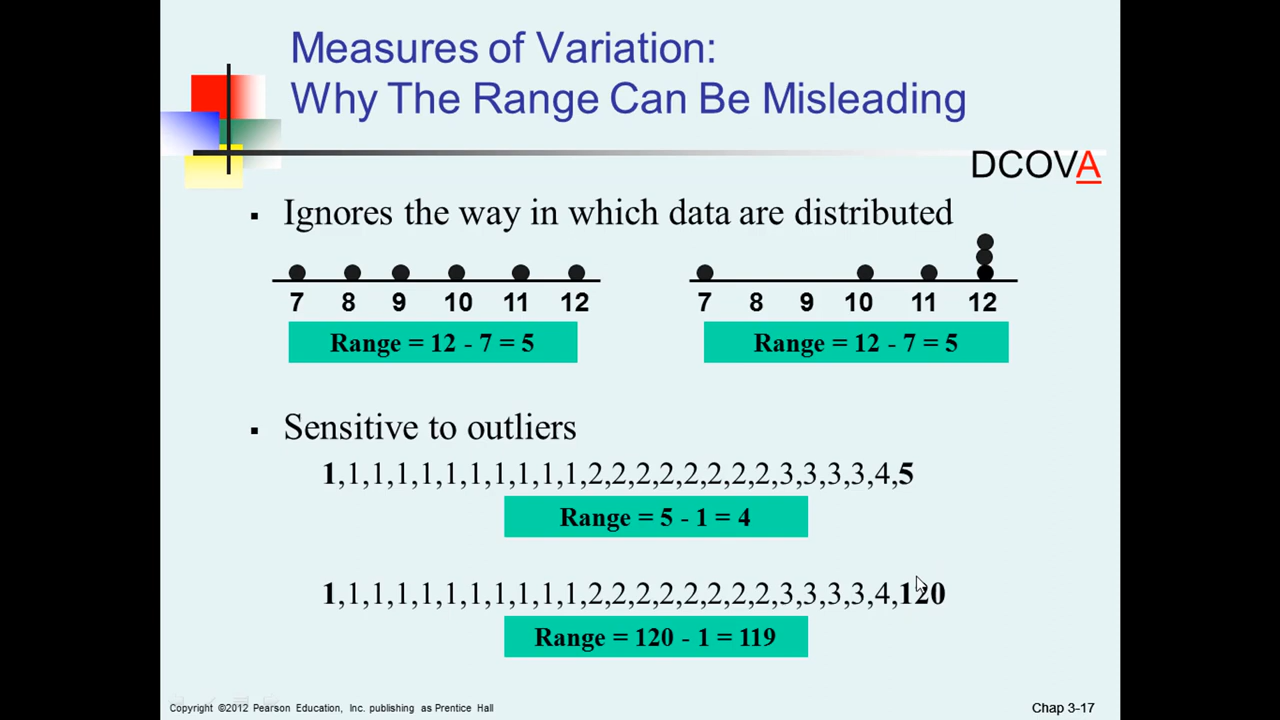 Measures of Variation:
Why The Range Can Be Misleading
DCOVA
▪ Ignores the way in which data are distributed
7 8 9 10 11 12
7 8 9 10 11 12
Range = 12 - 7 = 5
Range = 12 - 7 = 5
▪ Sensitive to outliers
1,1,1,1,1,1,1,1,1,1,1,2,2,2,2,2,2,2,2,3,3,3,3,4,5
Range = 5 - 1 = 4
1,1,1,1,1,1,1,1,1,1,1,2,2,2,2,2,2,2,2,3,3,3,3,4,120
Range = 120 - 1 = 119
Copyright ©2012 Pearson Education, Inc. publishing as Prentice Hall
Chap 3-17